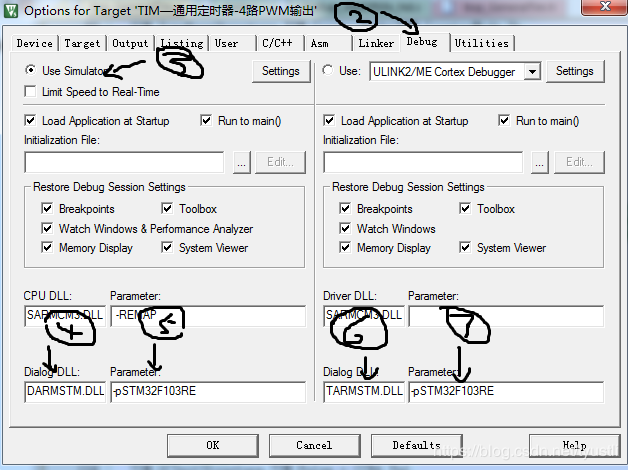 Options for Target 'TIM—通用定时器-4路PWM输出'
Device Target Output Listing User C/C++ Asm Linker Debug Utilities
2
3
Use Simulator Settings
Use: ULINK2/ME Cortex Debugger Settings
Limit Speed to Real-Time
Load Application at Startup Run to main()
Load Application at Startup Run to main()
Initialization File:
Initialization File:
... Edit...
... Edit...
Restore Debug Session Settings
Breakpoints Toolbox
Watch Windows & Performance Analyzer
Memory Display System Viewer
Restore Debug Session Settings
Breakpoints Toolbox
Watch Windows
Memory Display System Viewer
CPU DLL: Parameter:
SARMCM3.DLL -REMAP
4 5
Dialog DLL: Parameter:
DARMSTM.DLL -pSTM32F103RE
Driver DLL: Parameter:
SARMCM3.DLL
6 7
Dialog DLL: Parameter:
TARMSTM.DLL -pSTM32F103RE
OK Cancel Defaults Help